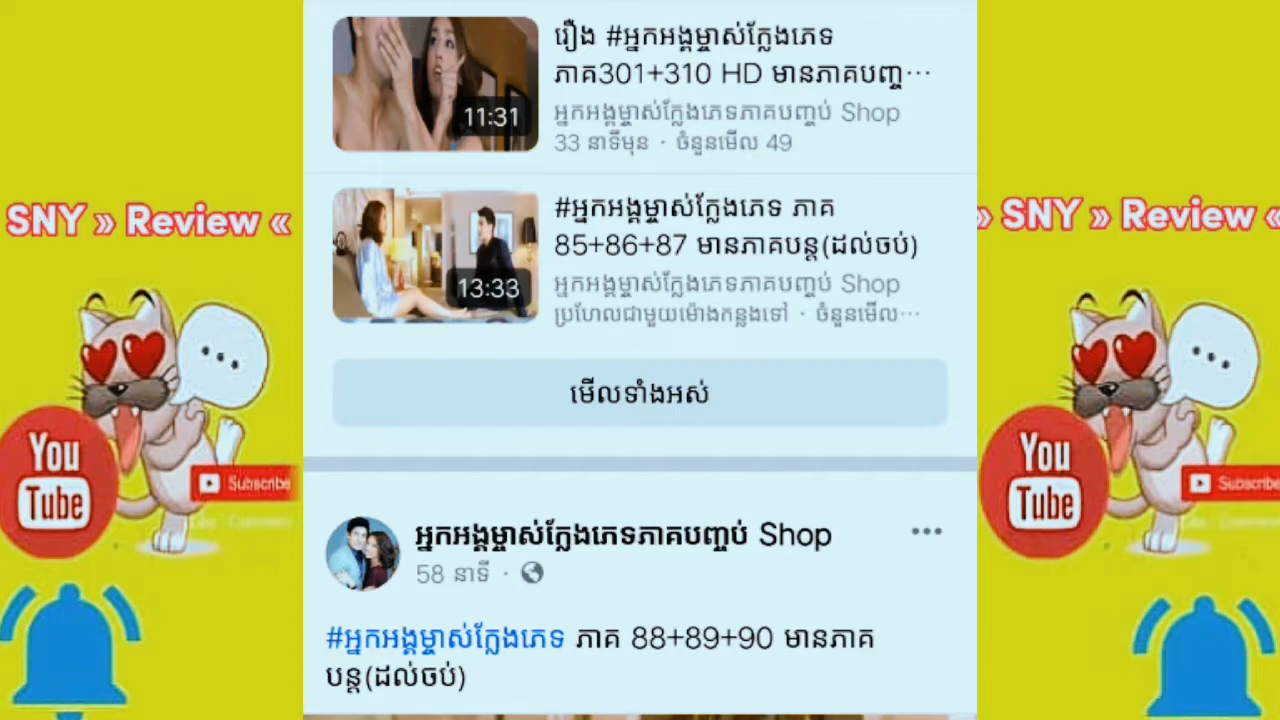 រឿង #អ្នកអង្គម្ចាស់ក្លែងភេទ
ភាគ301+310 HD មានភាគបញ្ច…
អ្នកអង្គម្ចាស់ក្លែងភេទភាគបញ្ចប់ Shop
33 នាទីមុន · ចំនួនមើល 49
11:31
#អ្នកអង្គម្ចាស់ក្លែងភេទ ភាគ
85+86+87 មានភាគបន្ត(ដល់ចប់)
អ្នកអង្គម្ចាស់ក្លែងភេទភាគបញ្ចប់ Shop
ប្រហែលជាមួយម៉ោងកន្លងទៅ · ចំនួនមើល…
13:33
មើលទាំងអស់
អ្នកអង្គម្ចាស់ក្លែងភេទភាគបញ្ចប់ Shop
58 នាទី ·
#អ្នកអង្គម្ចាស់ក្លែងភេទ ភាគ 88+89+90 មានភាគ
បន្ត(ដល់ចប់)
SNY » Review «
You
Tube
Subscribe
» SNY » Review «
You
Tube
Subscribe